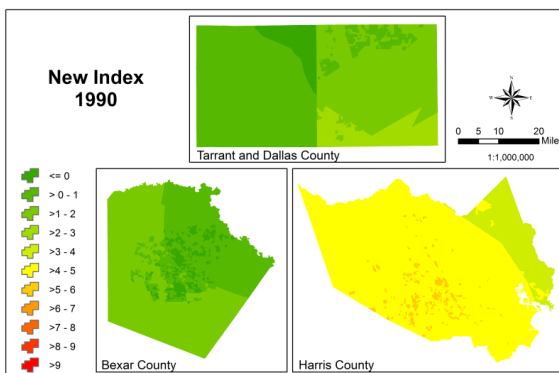 New Index
1990
Tarrant and Dallas County
N
W
E
S
0 5 10 20
Mile
1:1,000,000
<= 0
> 0 - 1
>1 - 2
>2 - 3
>3 - 4
>4 - 5
>5 - 6
>6 - 7
>7 - 8
>8 - 9
>9
Bexar County
Harris County